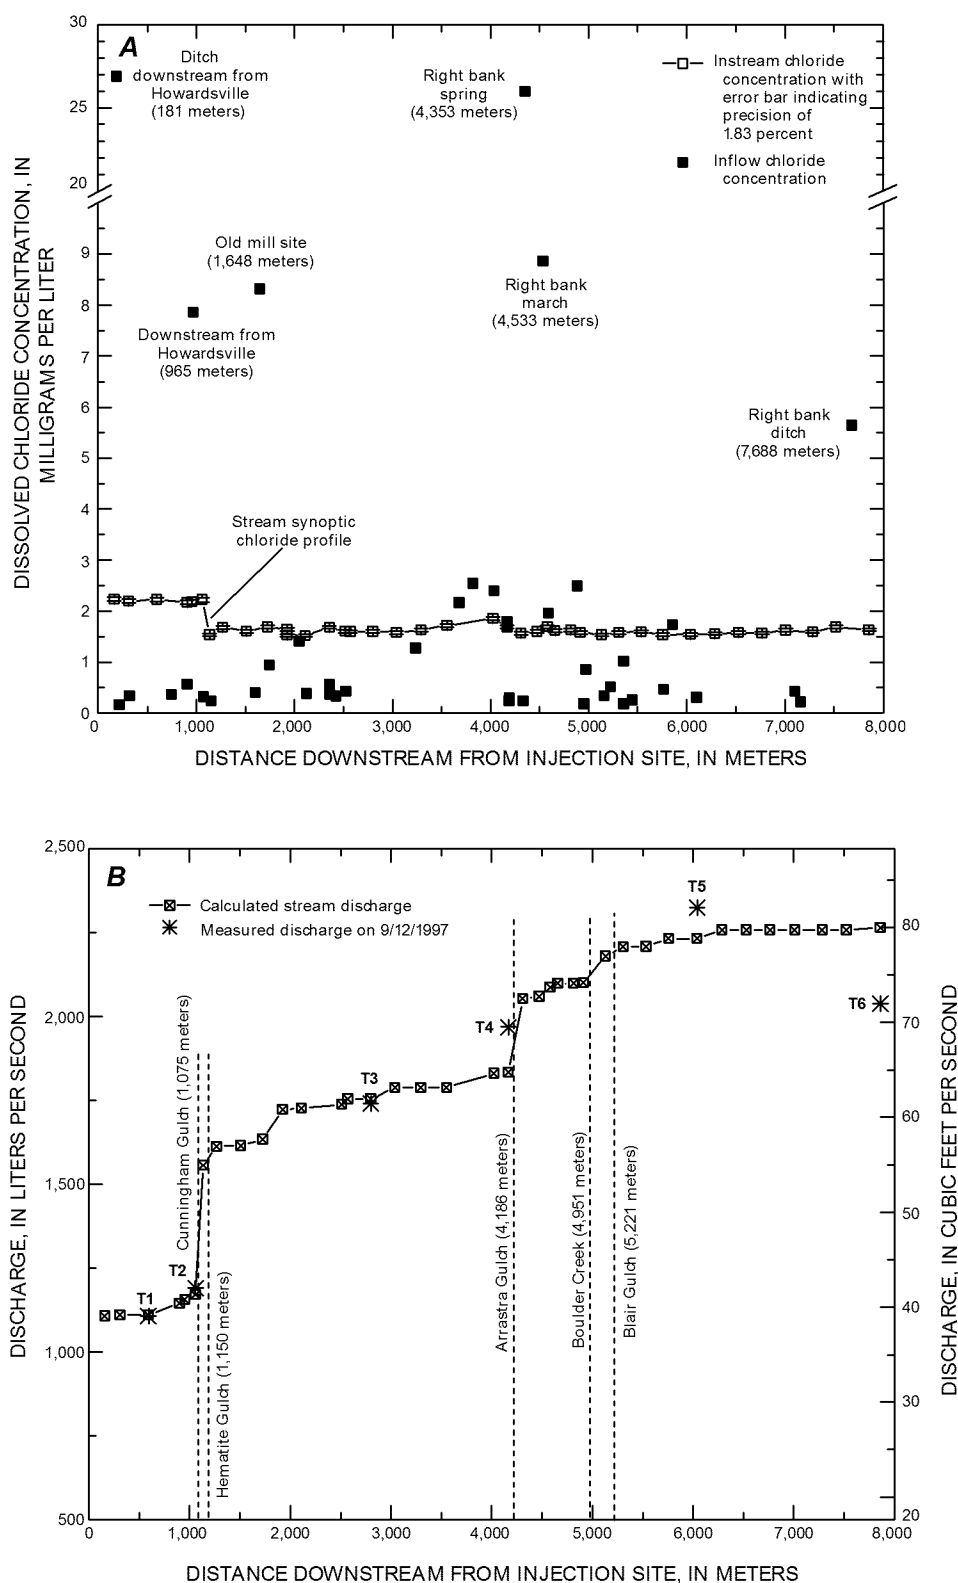 A
30
25
20
9
8
7
6
5
4
3
2
1
0
Ditch
downstream from
Howardsville
(181 meters)
Right bank
spring
(4,353 meters)
Instream chloride
concentration with
error bar indicating
precision of
1.83 percent
Inflow chloride
concentration
Old mill site
(1,648 meters)
Downstream from
Howardsville
(965 meters)
Right bank
march
(4,533 meters)
Right bank
ditch
(7,688 meters)
Stream synoptic
chloride profile
DISSOLVED CHLORIDE CONCENTRATION, IN
MILLIGRAMS PER LITER
0 1,000 2,000 3,000 4,000 5,000 6,000 7,000 8,000
DISTANCE DOWNSTREAM FROM INJECTION SITE, IN METERS
B
2,500
2,000
1,500
1,000
500
Calculated stream discharge
Measured discharge on 9/12/1997
T1
T2
T3
T4
T5
T6
Cunningham Gulch (1,075 meters)
Hematite Gulch (1,150 meters)
Arrastra Gulch (4,186 meters)
Boulder Creek (4,951 meters)
Blair Gulch (5,221 meters)
DISCHARGE, IN LITERS PER SECOND
80
70
60
50
40
30
20
DISCHARGE, IN CUBIC FEET PER SECOND
0 1,000 2,000 3,000 4,000 5,000 6,000 7,000 8,000
DISTANCE DOWNSTREAM FROM INJECTION SITE, IN METERS